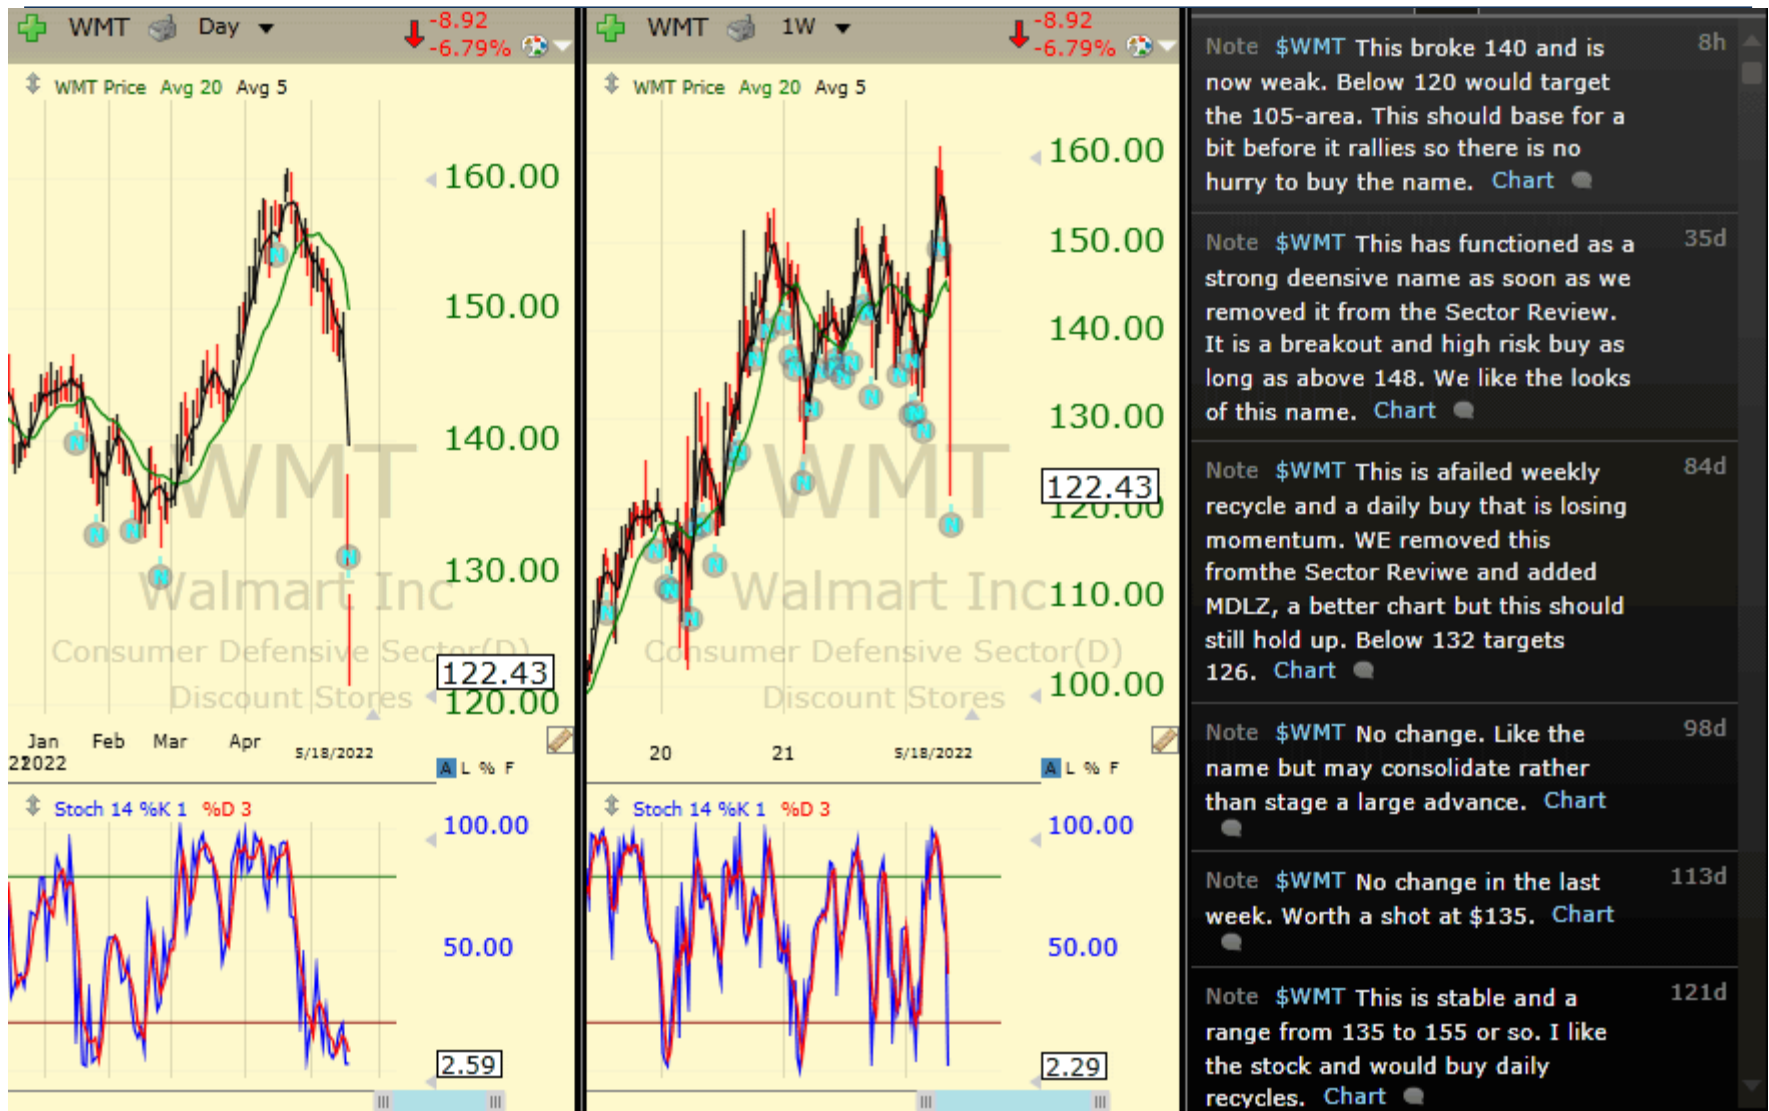 WMT Day -8.92
-6.79%
WMT Price Avg 20 Avg 5
160.00
150.00
140.00
130.00
122.43
120.00
WMT
Walmart Inc
Consumer Defensive Sector(D)
Discount Stores
Jan Feb Mar Apr 5/18/2022
2022
A L % F
Stoch 14 %K 1 %D 3
100.00
50.00
2.59
WMT 1W -8.92
-6.79%
WMT Price Avg 20 Avg 5
160.00
150.00
140.00
130.00
122.43
120.00
110.00
100.00
WMT
Walmart Inc
Consumer Defensive Sector(D)
Discount Stores
20 21 5/18/2022
A L % F
Stoch 14 %K 1 %D 3
100.00
50.00
2.29
Note $WMT This broke 140 and is 8h
now weak. Below 120 would target
the 105-area. This should base for a
bit before it rallies so there is no
hurry to buy the name. Chart
Note $WMT This has functioned as a 35d
strong deensive name as soon as we
removed it from the Sector Review.
It is a breakout and high risk buy as
long as above 148. We like the looks
of this name. Chart
Note $WMT This is afailed weekly 84d
recycle and a daily buy that is losing
momentum. WE removed this
fromthe Sector Reviwe and added
MDLZ, a better chart but this should
still hold up. Below 132 targets
126. Chart
Note $WMT No change. Like the 98d
name but may consolidate rather
than stage a large advance. Chart
Note $WMT No change in the last 113d
week. Worth a shot at $135. Chart
Note $WMT This is stable and a 121d
range from 135 to 155 or so. I like
the stock and would buy daily
recycles. Chart